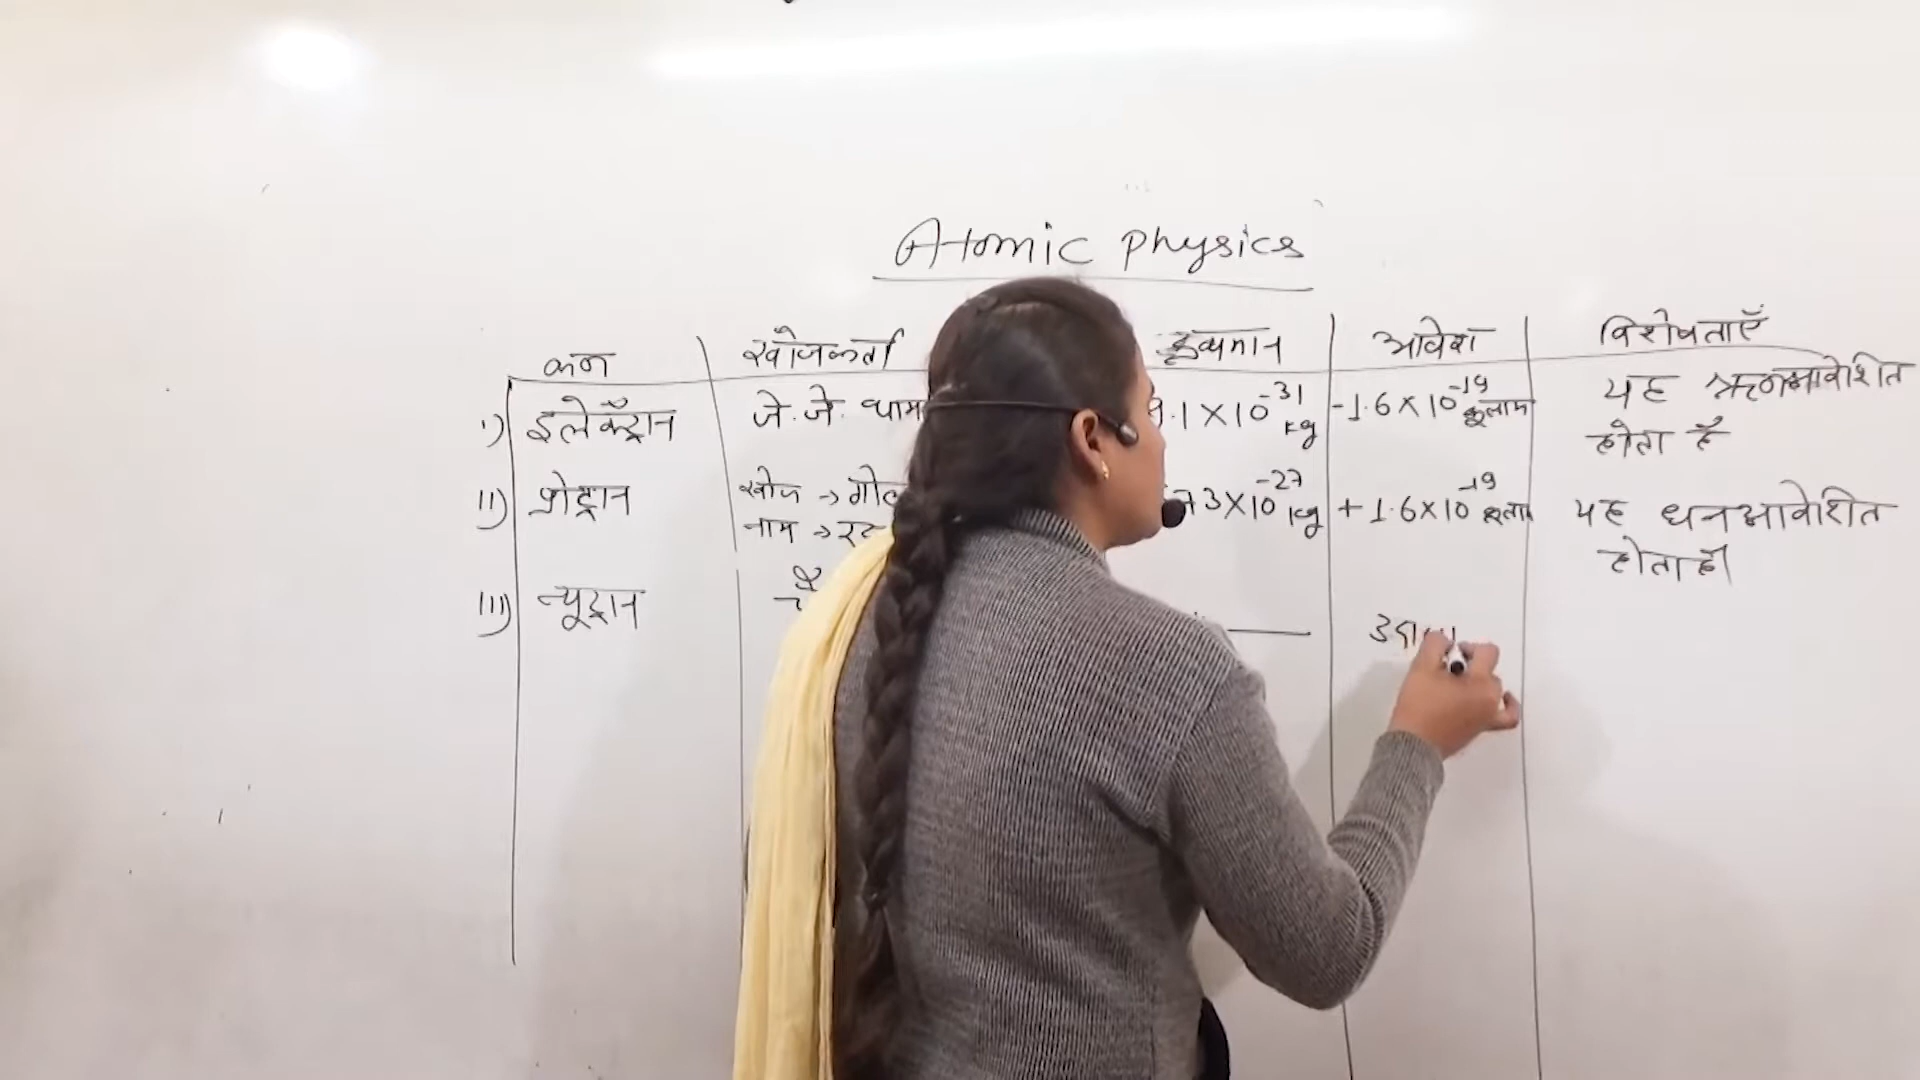 Atomic physics
कण खोजकर्ता द्रव्यमान आवेश विशेषताएँ
i) इलेक्ट्रॉन जे. जे. थाम 9.1 X 10⁻³¹ kg -1.6 X 10⁻¹⁹ कूलाम यह ऋणआवेशित
होता है
ii) प्रोट्रान खोज → गोल 73 X 10⁻²⁷ kg + 1.6 X 10⁻¹⁹ यह धनआवेशित
नाम → होता है।
iii) न्यूट्रान